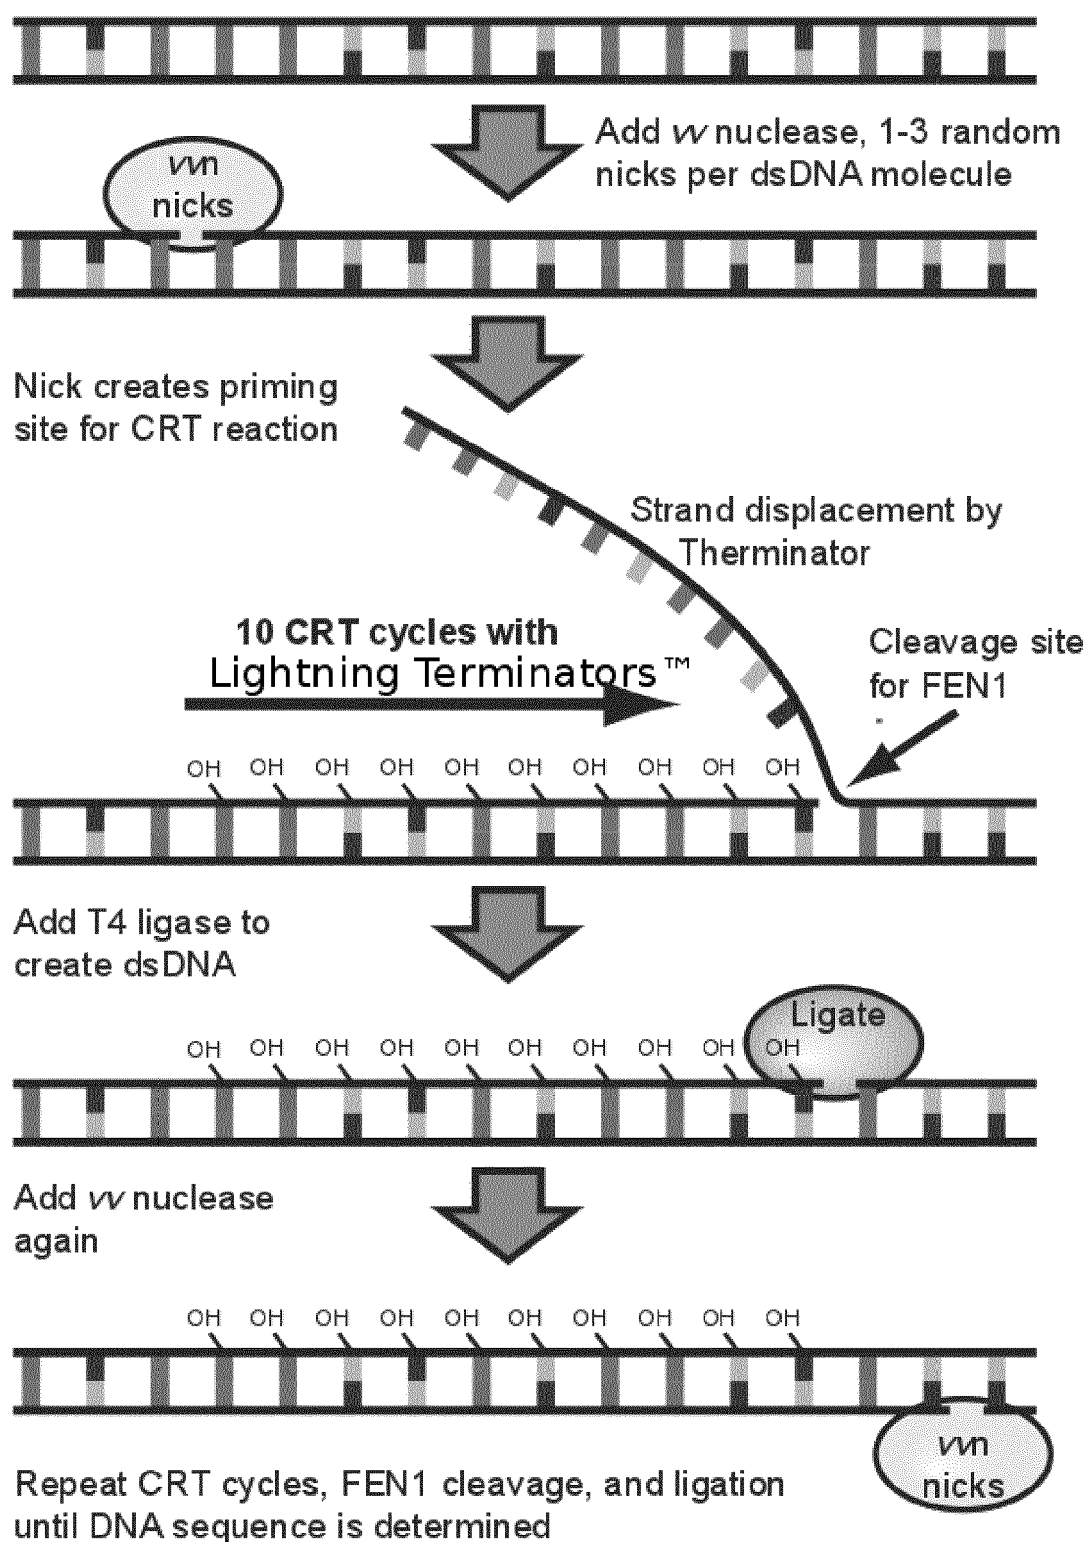 Add vv nuclease, 1-3 random
nicks per dsDNA molecule
vvn
nicks
Nick creates priming
site for CRT reaction
Strand displacement by
Therminator
10 CRT cycles with
Lightning Terminators™
Cleavage site
for FEN1
OH OH OH OH OH OH OH OH OH OH
Add T4 ligase to
create dsDNA
Ligate
OH OH OH OH OH OH OH OH OH OH
Add vv nuclease
again
OH OH OH OH OH OH OH OH OH OH
vvn
nicks
Repeat CRT cycles, FEN1 cleavage, and ligation
until DNA sequence is determined